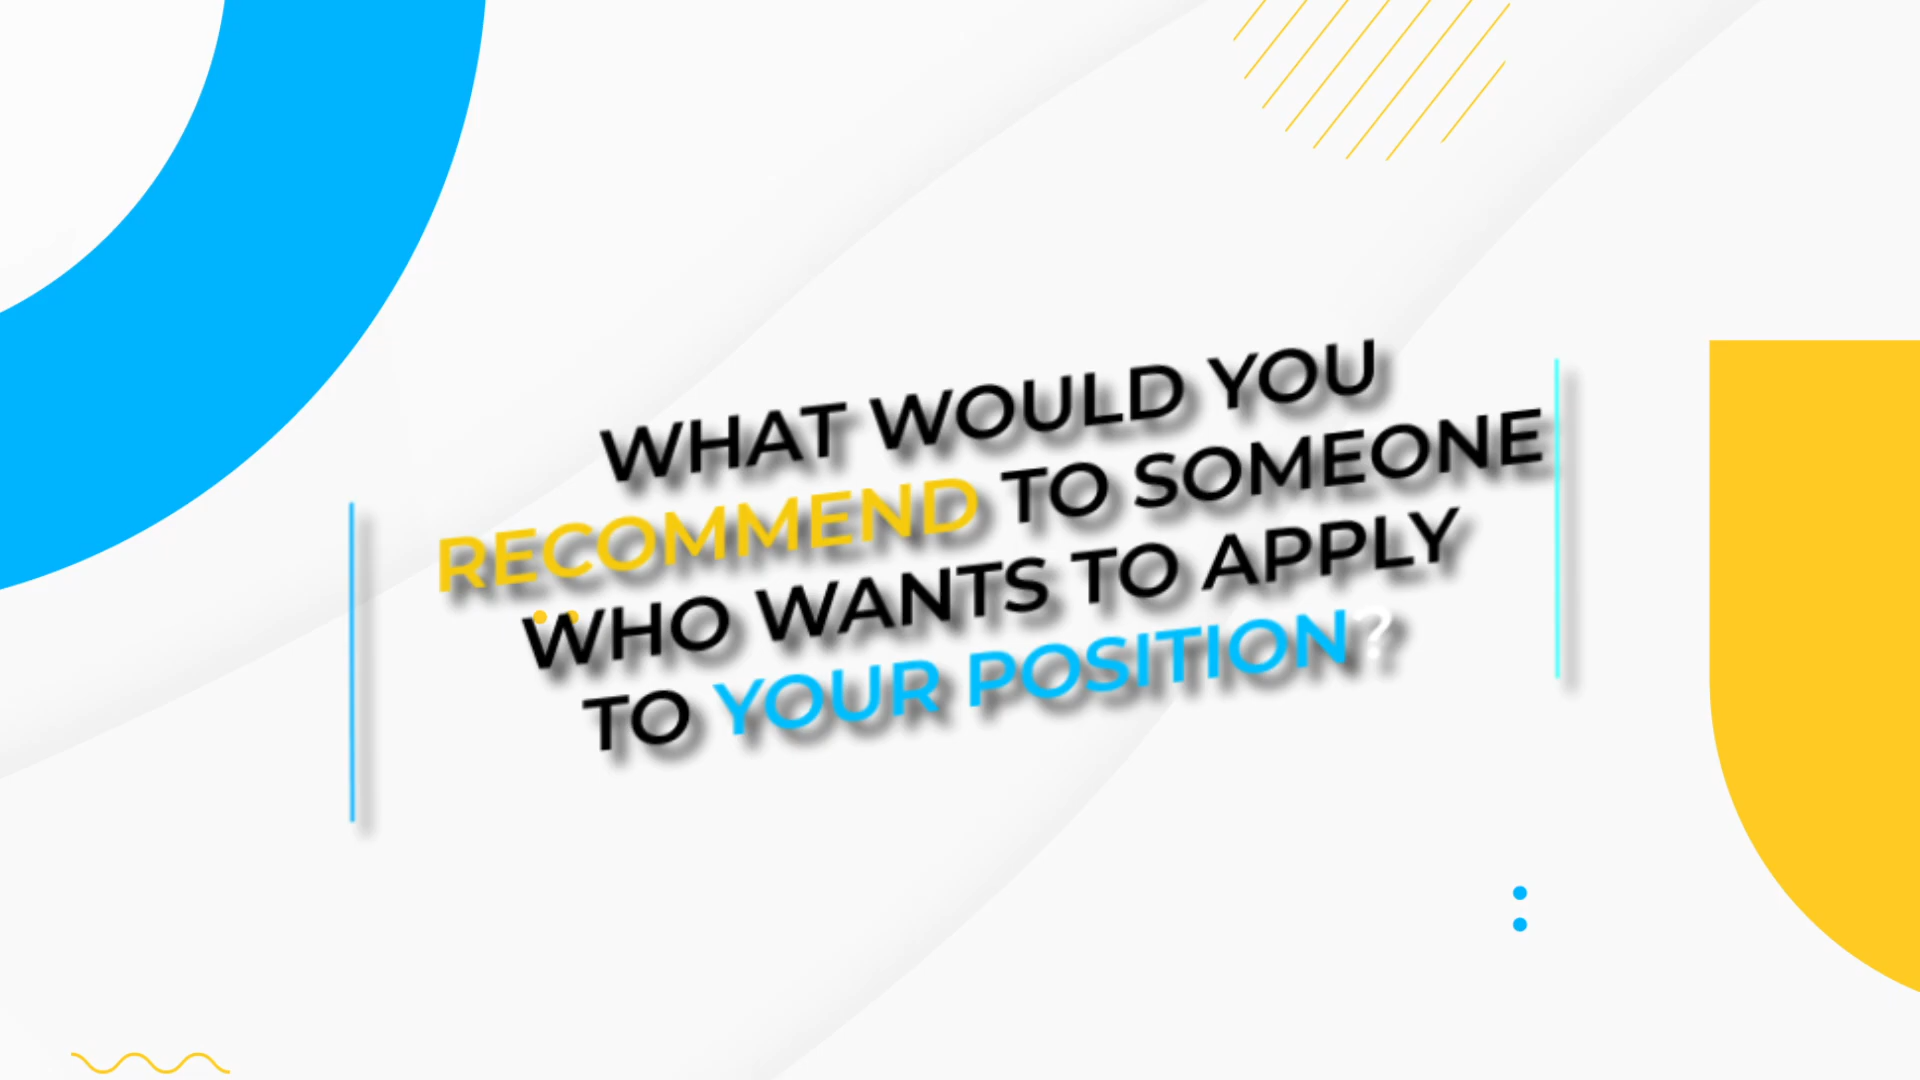 WHAT WOULD YOU
RECOMMEND TO SOMEONE
WHO WANTS TO APPLY
TO YOUR POSITION?